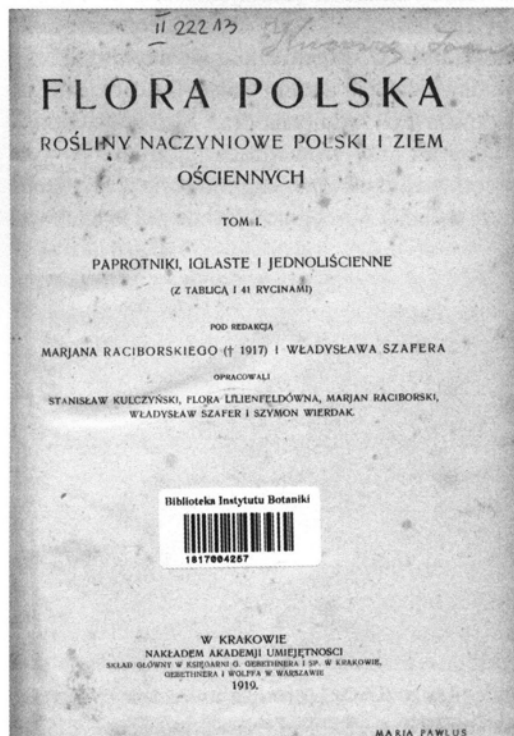 II 22213
FLORA POLSKA
ROŚLINY NACZYNIOWE POLSKI I ZIEM
OŚCIENNYCH
TOM I.
PAPROTNIKI, IGLASTE I JEDNOLIŚCIENNE
(Z TABLICĄ I 41 RYCINAMI)
POD REDAKCJĄ
MARJANA RACIBORSKIEGO († 1917) I WŁADYSŁAWA SZAFERA
OPRACOWALI
STANISŁAW KULCZYŃSKI, FLORA LILIENFELDÓWNA, MARJAN RACIBORSKI,
WŁADYSŁAW SZAFER I SZYMON WIERDAK.
Biblioteka Instytutu Botaniki
1817004257
W KRAKOWIE
NAKŁADEM AKADEMJI UMIEJĘTNOŚCI
SKŁAD GŁÓWNY W KSIĘGARNI G. GEBETHNERA I SP. W KRAKOWIE,
GEBETHNERA I WOLFFA W WARSZAWIE
1919.
MARIA PAWLUS